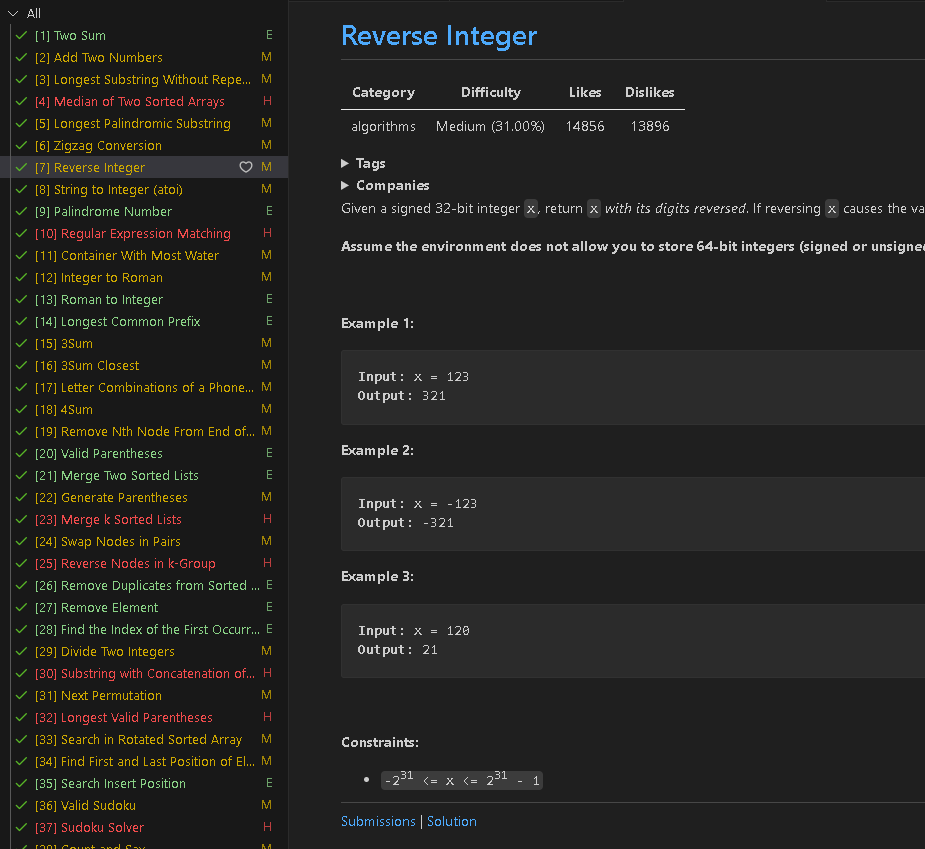 All
[1] Two Sum E
[2] Add Two Numbers M
[3] Longest Substring Without Repe... M
[4] Median of Two Sorted Arrays H
[5] Longest Palindromic Substring M
[6] Zigzag Conversion M
[7] Reverse Integer M
[8] String to Integer (atoi) M
[9] Palindrome Number E
[10] Regular Expression Matching H
[11] Container With Most Water M
[12] Integer to Roman M
[13] Roman to Integer E
[14] Longest Common Prefix E
[15] 3Sum M
[16] 3Sum Closest M
[17] Letter Combinations of a Phone... M
[18] 4Sum M
[19] Remove Nth Node From End of... M
[20] Valid Parentheses E
[21] Merge Two Sorted Lists E
[22] Generate Parentheses M
[23] Merge k Sorted Lists H
[24] Swap Nodes in Pairs M
[25] Reverse Nodes in k-Group H
[26] Remove Duplicates from Sorted ... E
[27] Remove Element E
[28] Find the Index of the First Occurr... E
[29] Divide Two Integers M
[30] Substring with Concatenation of... H
[31] Next Permutation M
[32] Longest Valid Parentheses H
[33] Search in Rotated Sorted Array M
[34] Find First and Last Position of El... M
[35] Search Insert Position E
[36] Valid Sudoku M
[37] Sudoku Solver H
[38] Count and Say M
Reverse Integer
Category Difficulty Likes Dislikes
algorithms Medium (31.00%) 14856 13896
Tags
Companies
Given a signed 32-bit integer x, return x with its digits reversed. If reversing x causes the va
Assume the environment does not allow you to store 64-bit integers (signed or unsigned
Example 1:
Input: x = 123
Output: 321
Example 2:
Input: x = -123
Output: -321
Example 3:
Input: x = 120
Output: 21
Constraints:
• -2³¹ <= x <= 2³¹ - 1
Submissions | Solution